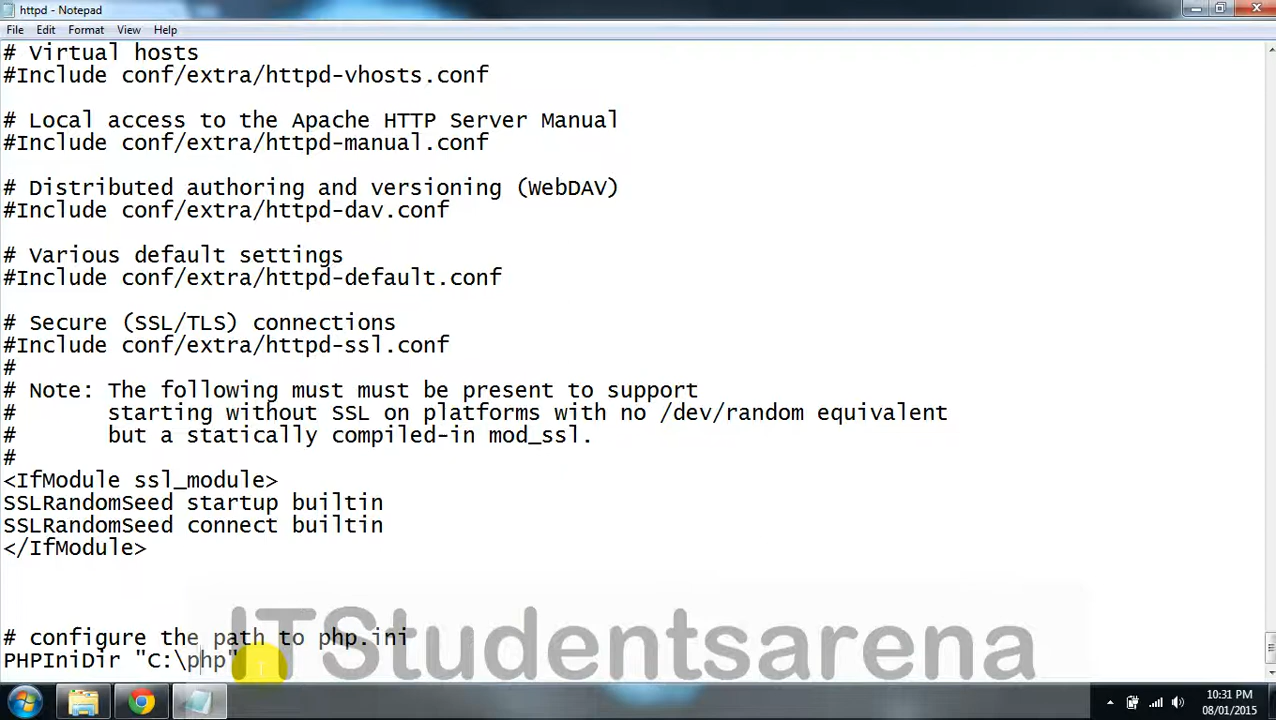 httpd - Notepad
File Edit Format View Help
# Virtual hosts
#Include conf/extra/httpd-vhosts.conf
# Local access to the Apache HTTP Server Manual
#Include conf/extra/httpd-manual.conf
# Distributed authoring and versioning (WebDAV)
#Include conf/extra/httpd-dav.conf
# Various default settings
#Include conf/extra/httpd-default.conf
# Secure (SSL/TLS) connections
#Include conf/extra/httpd-ssl.conf
#
# Note: The following must must be present to support
#       starting without SSL on platforms with no /dev/random equivalent
#       but a statically compiled-in mod_ssl.
#
<IfModule ssl_module>
SSLRandomSeed startup builtin
SSLRandomSeed connect builtin
</IfModule>
# configure the path to php.ini
PHPIniDir "C:\php"
ITStudentsarena
10:31 PM
08/01/2015